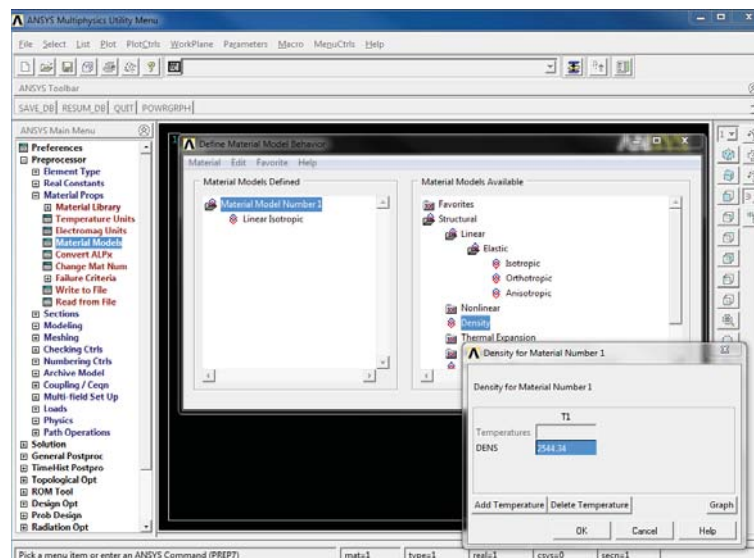 ANSYS Multiphysics Utility Menu
File Select List Plot PlotCtrls WorkPlane Parameters Macro MenuCtrls Help
ANSYS Toolbar
SAVE_DB RESUM_DB QUIT POWRGRPH
ANSYS Main Menu
Preferences
Preprocessor
Element Type
Real Constants
Material Props
Material Library
Temperature Units
Electromag Units
Material Models
Convert ALPx
Change Mat Num
Failure Criteria
Write to File
Read from File
Sections
Modeling
Meshing
Checking Ctrls
Numbering Ctrls
Archive Model
Coupling / Ceqn
Multi-field Set Up
Loads
Physics
Path Operations
Solution
General Postproc
TimeHist Postpro
Topological Opt
ROM Tool
Design Opt
Prob Design
Radiation Opt
1
Define Material Model Behavior
Material Edit Favorite Help
Material Models Defined
Material Model Number 1
Linear Isotropic
Material Models Available
Favorites
Structural
Linear
Elastic
Isotropic
Orthotropic
Anisotropic
Nonlinear
Density
Thermal Expansion
Density for Material Number 1
Density for Material Number 1
T1
Temperatures
DENS 2544.34
Add Temperature Delete Temperature Graph
OK Cancel Help
1
3
Pick a menu item or enter an ANSYS Command (PREP7) mat=1 type=1 real=1 csys=0 secn=1